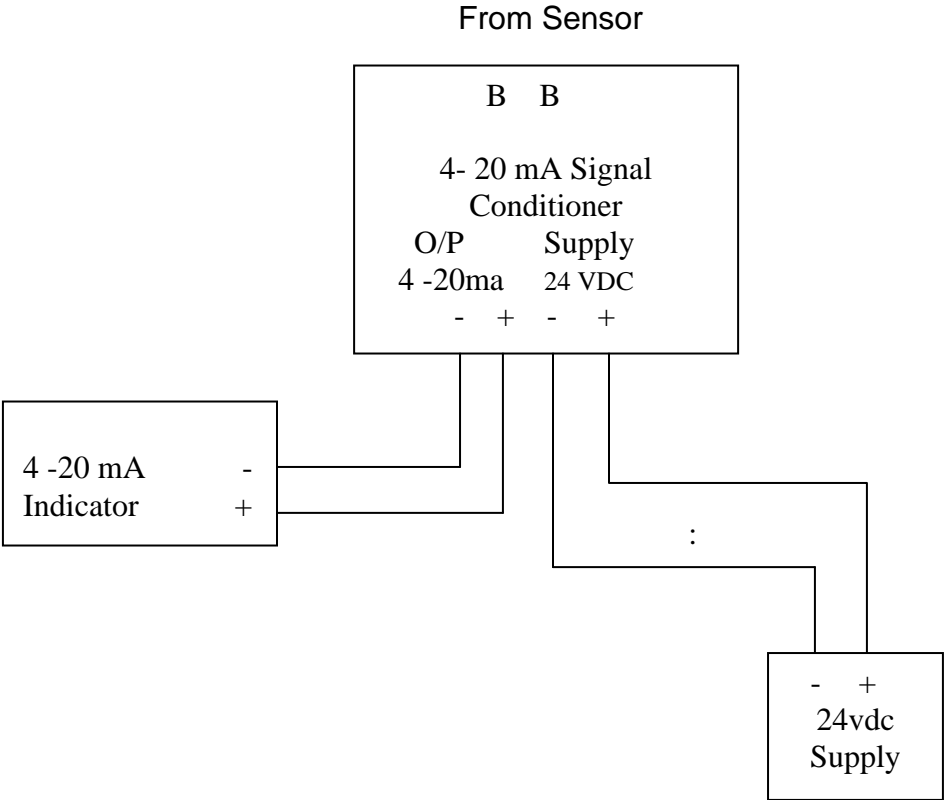 From Sensor
B B
4- 20 mA Signal
Conditioner
O/P Supply
4 -20ma 24 VDC
- + - +
4 -20 mA -
Indicator +
:
- +
24vdc
Supply